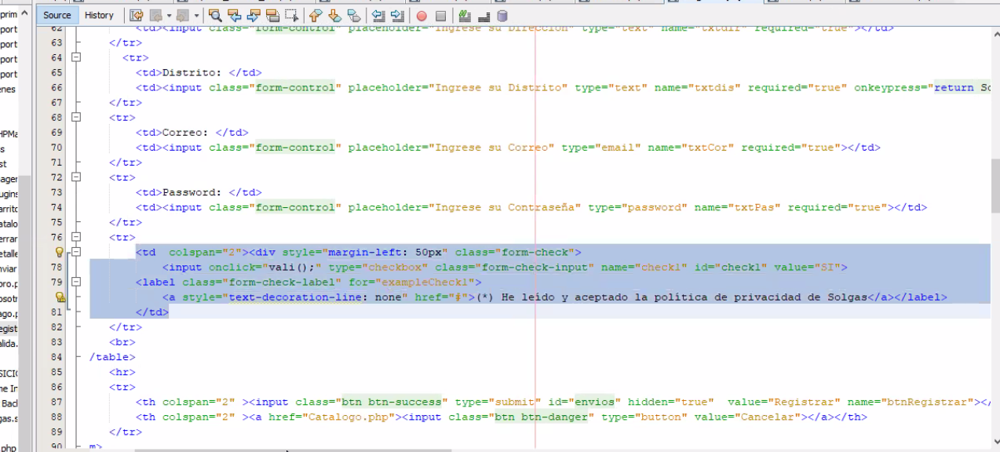 Source History
prim
port
62 <td><input class="form-control" placeholder="Ingrese su Direccion" type="text" name="txtdir" required="true"></td>
63 </tr>
port
64 <tr>
port
65 <td>Distrito: </td>
port
66 <td><input class="form-control" placeholder="Ingrese su Distrito" type="text" name="txtdis" required="true" onkeypress="return So
enes
67 </tr>
68 <tr>
HPMa
69 <td>Correo: </td>
s
70 <td><input class="form-control" placeholder="Ingrese su Correo" type="email" name="txtCor" required="true"></td>
st
71 </tr>
ager
72 <tr>
ugins
73 <td>Password: </td>
arrito
74 <td><input class="form-control" placeholder="Ingrese su Contraseña" type="password" name="txtPas" required="true"></td>
atalo
75 </tr>
errar
76 <tr>
etalle
<td  colspan="2"><div style="margin-left: 50px" class="form-check">
nviar
78 <input onclick="vali();" type="checkbox" class="form-check-input" name="check1" id="check1" value="SI">
pro.p
79 <label class="form-check-label" for="exampleCheck1">
osotr
<a style="text-decoration-line: none" href="#">(*) He leído y aceptado la política de privacidad de Solgas</a></label>
ago.p
81 </td>
egist
82 </tr>
alida.
83 <br>
84 /table>
SICIO
85 <hr>
me In
86 <tr>
Back
87 <th colspan="2" ><input class="btn btn-success" type="submit" id="envios" hidden="true"  value="Registrar" name="btnRegistrar"></
gas.s
88 <th colspan="2" ><a href="Catalogo.php"><input class="btn btn-danger" type="button" value="Cancelar"></a></th>
89 </tr>
.php
90 m>